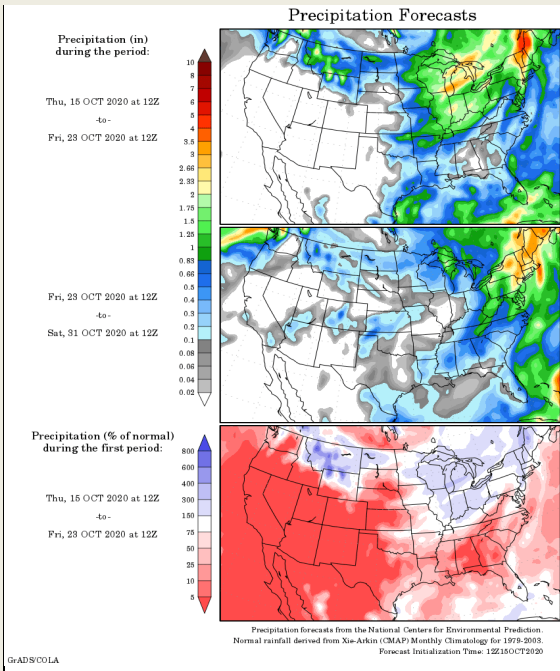 Precipitation Forecasts
Precipitation (in)
during the period:
Thu, 15 OCT 2020 at 12Z
-to-
Fri, 23 OCT 2020 at 12Z
10
8
7
6
5
4
3.5
3
2.66
2.33
2
1.75
1.5
1.25
1
0.83
0.66
0.5
0.4
0.3
0.2
0.1
0.08
0.06
0.04
0.02
Fri, 23 OCT 2020 at 12Z
-to-
Sat, 31 OCT 2020 at 12Z
Precipitation (% of normal)
during the first period:
Thu, 15 OCT 2020 at 12Z
-to-
Fri, 23 OCT 2020 at 12Z
800
600
400
300
150
75
50
25
10
5
Precipitation forecasts from the National Centers for Environmental Prediction.
Normal rainfall derived from Xie-Arkin (CMAP) Monthly Climatology for 1979-2003.
Forecast Initialization Time: 12Z15OCT2020
GrADS/COLA